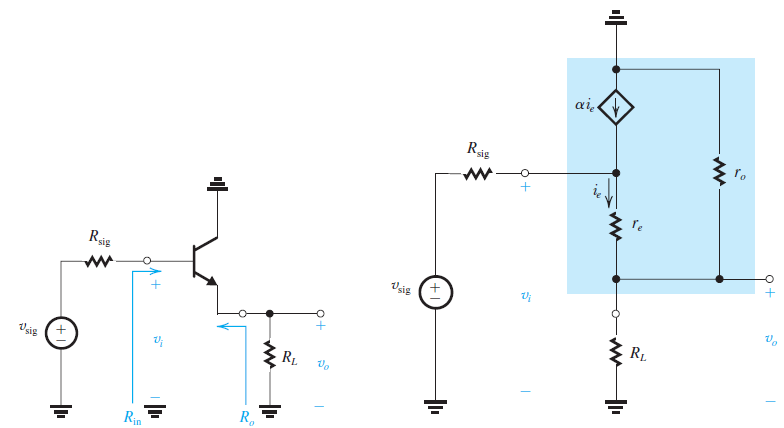 R_sig
v_sig
+
−
+
v_i
−
R_in
R_o
R_L
+
v_o
−
αi_e
i_e
r_e
r_o
R_sig
v_sig
+
−
+
v_i
−
R_L
+
v_o
−